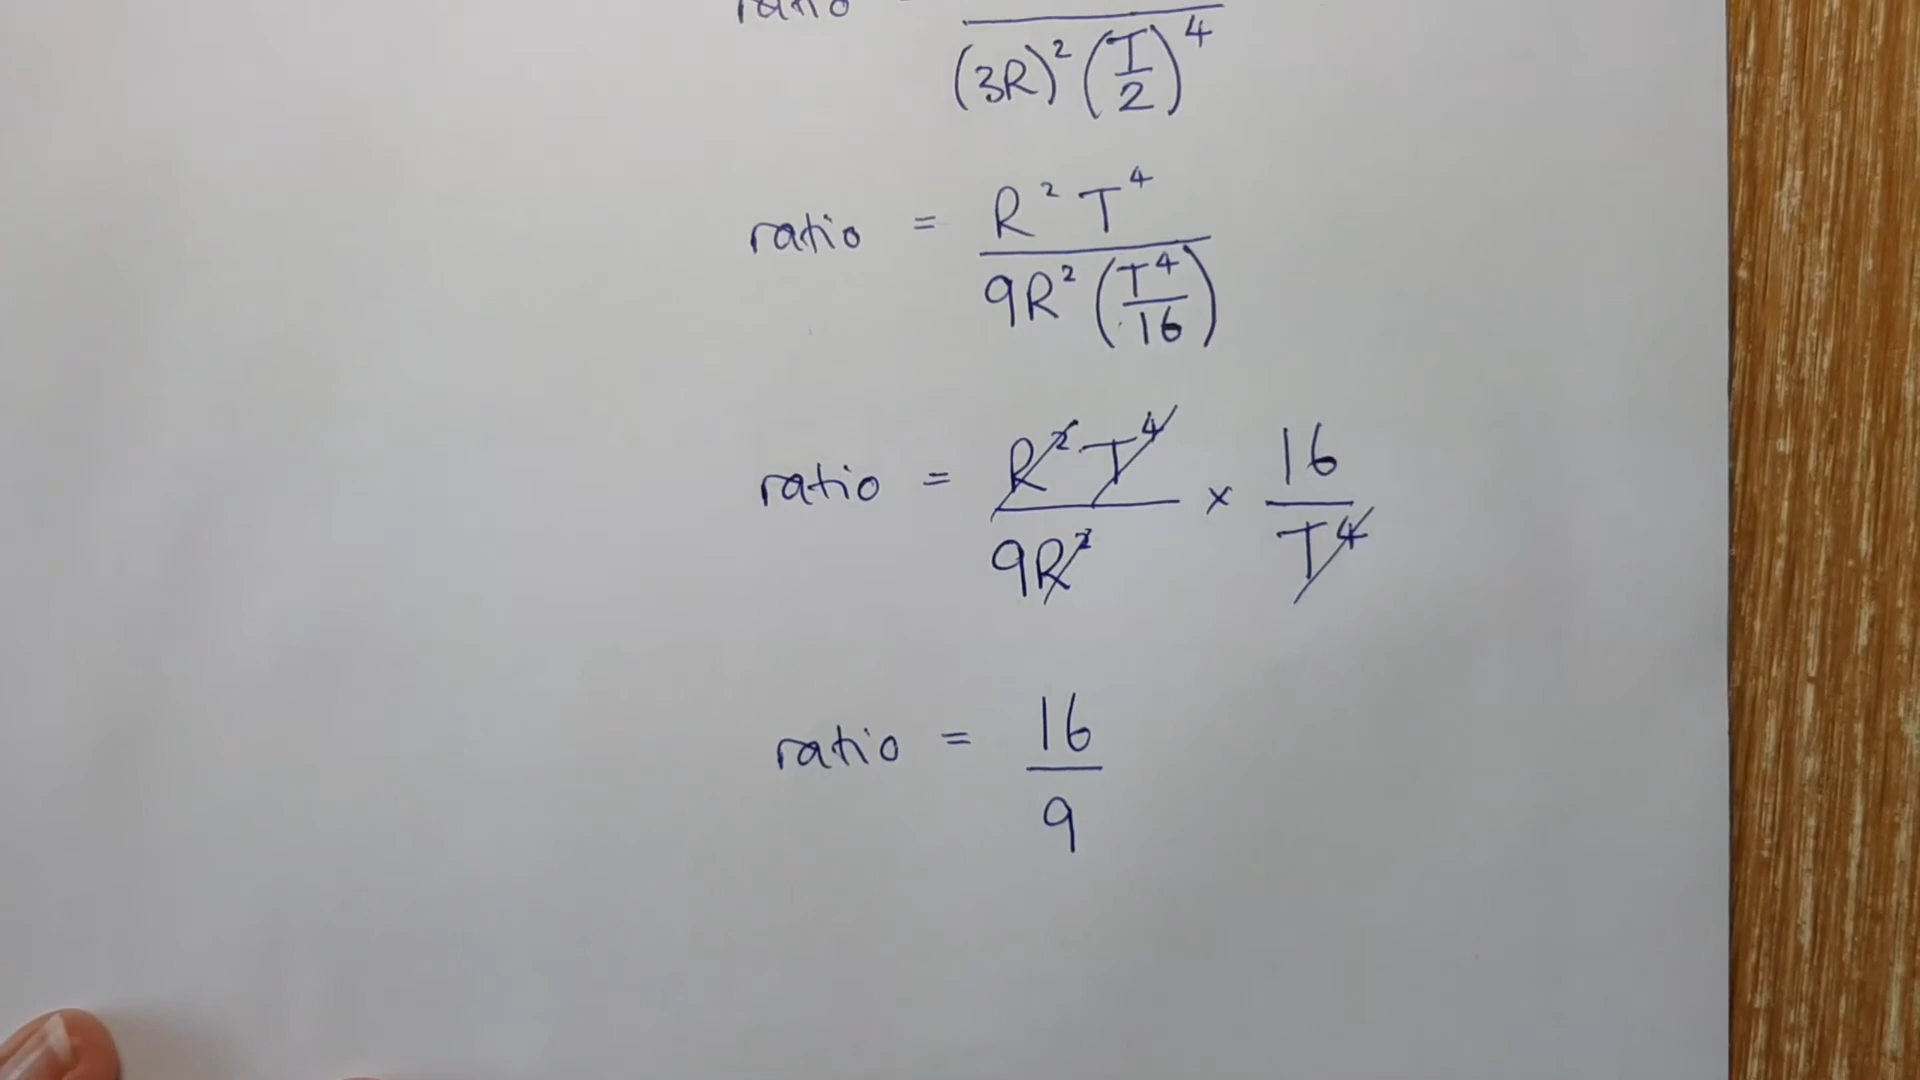 ratio
(3R)² (T/2)⁴
ratio = R² T⁴ / 9R² (T⁴/16)
ratio = R² T⁴ / 9R² × 16 / T⁴
ratio = 16 / 9